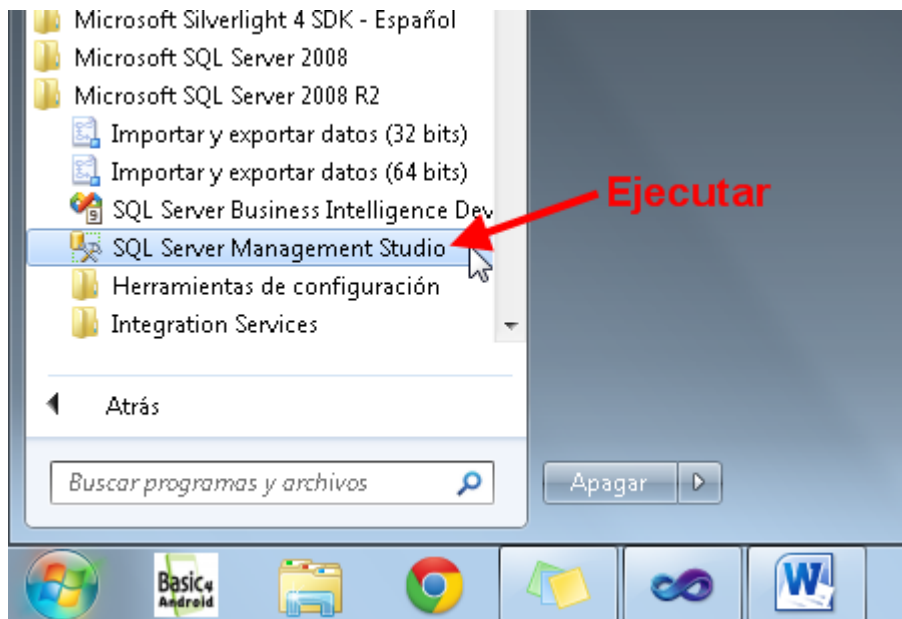 Microsoft Silverlight 4 SDK - Español
Microsoft SQL Server 2008
Microsoft SQL Server 2008 R2
Importar y exportar datos (32 bits)
Importar y exportar datos (64 bits)
SQL Server Business Intelligence Dev
Ejecutar
SQL Server Management Studio
Herramientas de configuración
Integration Services
Atrás
Buscar programas y archivos
Apagar
Basic4
Android
W